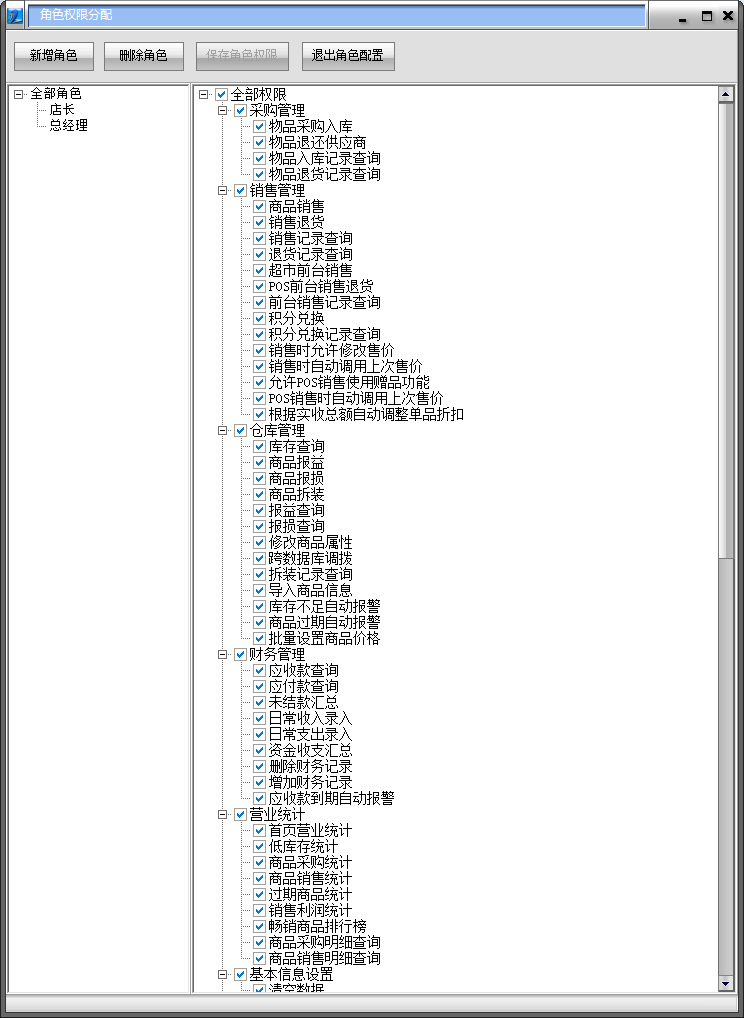 角色权限分配
新增角色 删除角色 保存角色权限 退出角色配置
全部角色
店长
总经理
全部权限
采购管理
物品采购入库
物品退还供应商
物品入库记录查询
物品退货记录查询
销售管理
商品销售
销售退货
销售记录查询
退货记录查询
超市前台销售
POS前台销售退货
前台销售记录查询
积分兑换
积分兑换记录查询
销售时允许修改售价
销售时自动调用上次售价
允许POS销售使用赠品功能
POS销售时自动调用上次售价
根据实收总额自动调整单品折扣
仓库管理
库存查询
商品报益
商品报损
商品拆装
报益查询
报损查询
修改商品属性
跨数据库调拨
拆装记录查询
导入商品信息
库存不足自动报警
商品过期自动报警
批量设置商品价格
财务管理
应收款查询
应付款查询
未结款汇总
日常收入录入
日常支出录入
资金收支汇总
删除财务记录
增加财务记录
应收款到期自动报警
营业统计
首页营业统计
低库存统计
商品采购统计
商品销售统计
过期商品统计
销售利润统计
畅销商品排行榜
商品采购明细查询
商品销售明细查询
基本信息设置
清空数据